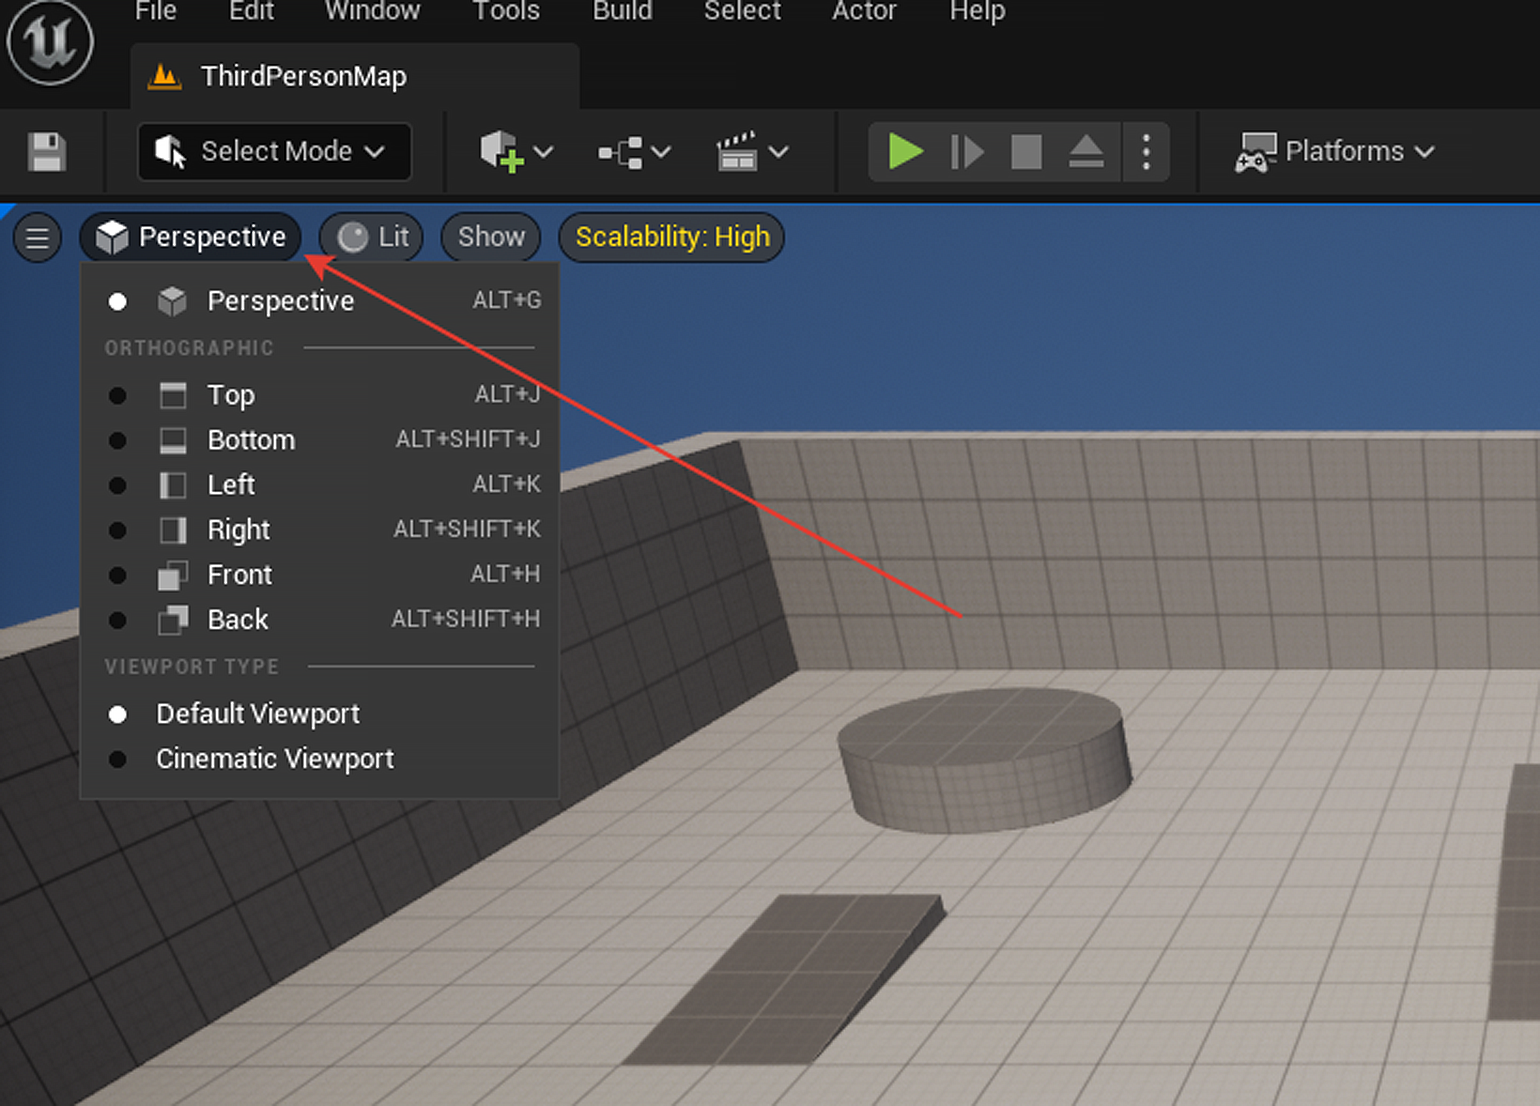 File Edit Window Tools Build Select Actor Help
ThirdPersonMap
Select Mode Platforms
Perspective Lit Show Scalability: High
Perspective ALT+G
ORTHOGRAPHIC
Top ALT+J
Bottom ALT+SHIFT+J
Left ALT+K
Right ALT+SHIFT+K
Front ALT+H
Back ALT+SHIFT+H
VIEWPORT TYPE
Default Viewport
Cinematic Viewport